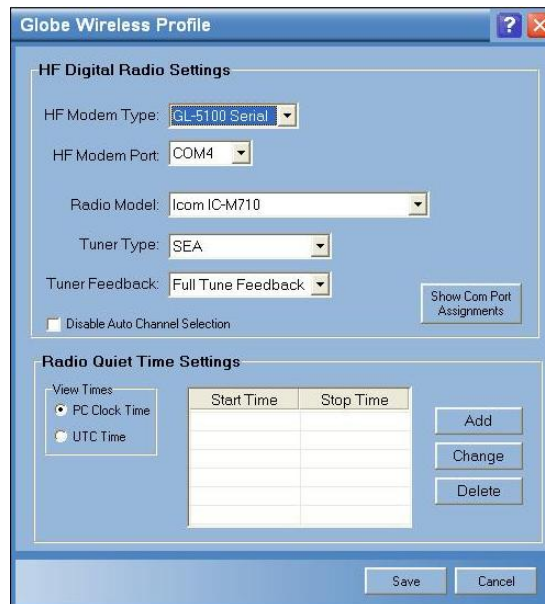 Globe Wireless Profile
?
HF Digital Radio Settings
HF Modem Type: GL-5100 Serial
HF Modem Port: COM4
Radio Model: Icom IC-M710
Tuner Type: SEA
Tuner Feedback: Full Tune Feedback
Show Com Port
Assignments
Disable Auto Channel Selection
Radio Quiet Time Settings
View Times
PC Clock Time
UTC Time
Start Time Stop Time
Add
Change
Delete
Save Cancel